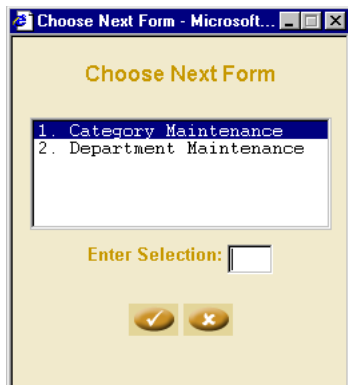 Choose Next Form - Microsoft...
Choose Next Form
1. Category Maintenance
2. Department Maintenance
Enter Selection: